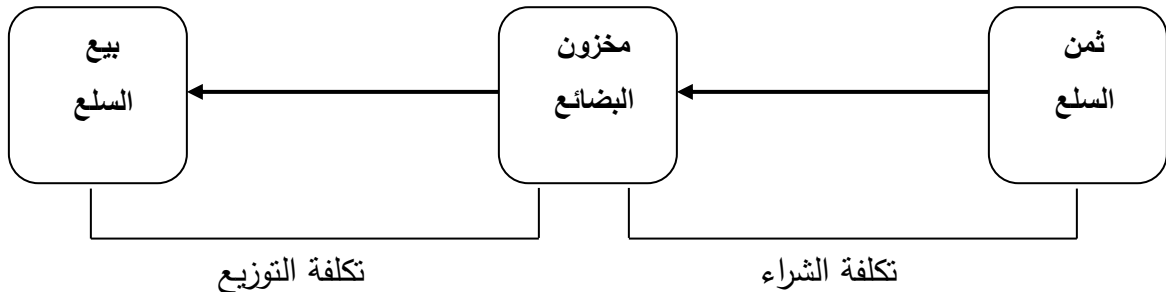 ثمن
السلع
مخزون
البضائع
بيع
السلع
تكلفة الشراء
تكلفة التوزيع